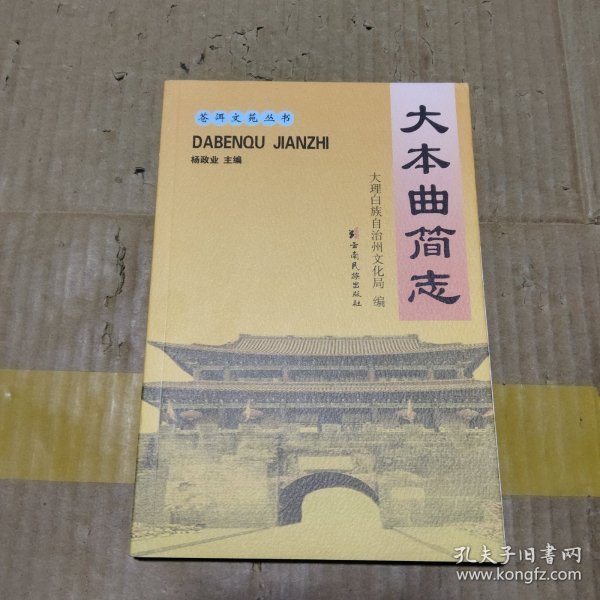 苍洱文苑丛书
DABENQU JIANZHI
杨政业 主编
大本曲简志
大理白族自治州文化局 编
云南民族出版社
孔夫子旧书网
www.kongfz.com